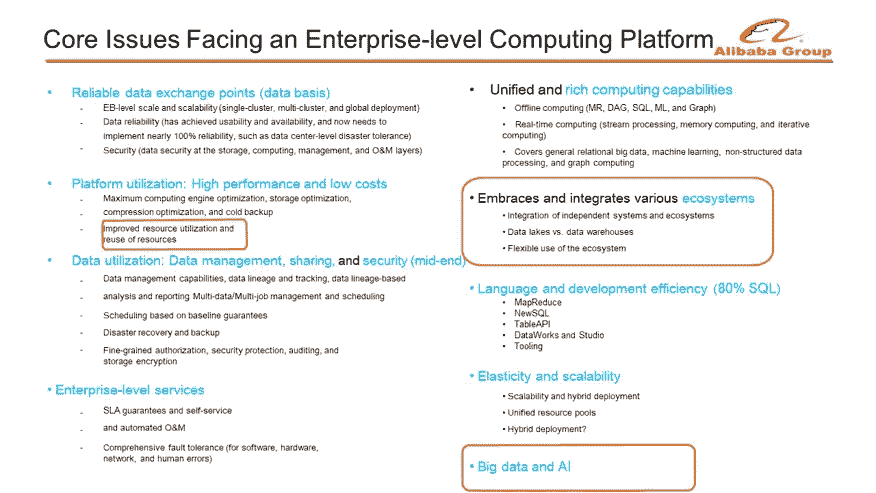 Core Issues Facing an Enterprise-level Computing Platform
Alibaba Group
• Reliable data exchange points (data basis)
- EB-level scale and scalability (single-cluster, multi-cluster, and global deployment)
- Data reliability (has achieved usability and availability, and now needs to
implement nearly 100% reliability, such as data center-level disaster tolerance)
- Security (data security at the storage, computing, management, and O&M layers)
• Platform utilization: High performance and low costs
- Maximum computing engine optimization, storage optimization,
- compression optimization, and cold backup
- Improved resource utilization and
reuse of resources
• Data utilization: Data management, sharing, and security (mid-end)
- Data management capabilities, data lineage and tracking, data lineage-based
- analysis and reporting Multi-data/Multi-job management and scheduling
- Scheduling based on baseline guarantees
- Disaster recovery and backup
- Fine-grained authorization, security protection, auditing, and
storage encryption
• Enterprise-level services
- SLA guarantees and self-service
- and automated O&M
- Comprehensive fault tolerance (for software, hardware,
network, and human errors)
• Unified and rich computing capabilities
• Offline computing (MR, DAG, SQL, ML, and Graph)
• Real-time computing (stream processing, memory computing, and iterative
computing)
• Covers general relational big data, machine learning, non-structured data
processing, and graph computing
• Embraces and integrates various ecosystems
• Integration of independent systems and ecosystems
• Data lakes vs. data warehouses
• Flexible use of the ecosystem
• Language and development efficiency (80% SQL)
• MapReduce
• NewSQL
• TableAPI
• DataWorks and Studio
• Tooling
• Elasticity and scalability
• Scalability and hybrid deployment
• Unified resource pools
• Hybrid deployment?
• Big data and AI